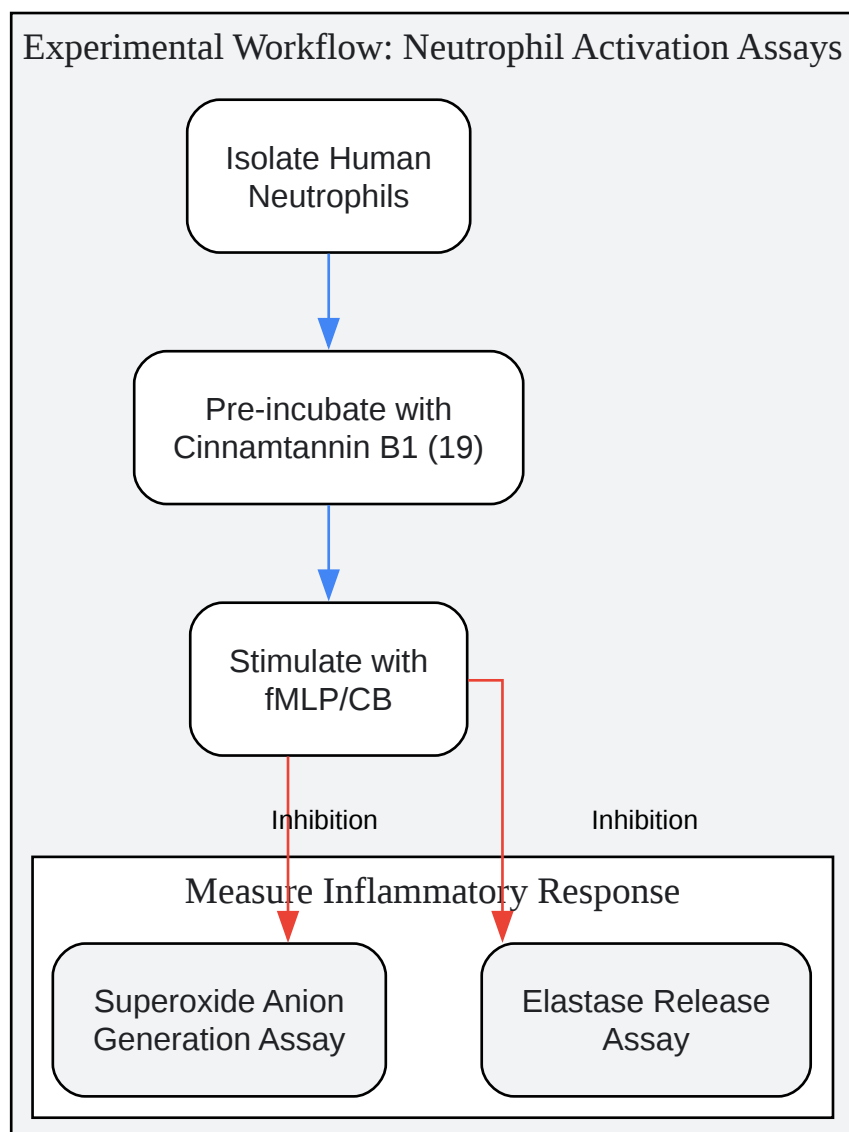 Experimental Workflow: Neutrophil Activation Assays
Isolate Human
Neutrophils
Pre-incubate with
Cinnamtannin B1 (19)
Stimulate with
fMLP/CB
Inhibition
Inhibition
Measure Inflammatory Response
Superoxide Anion
Generation Assay
Elastase Release
Assay